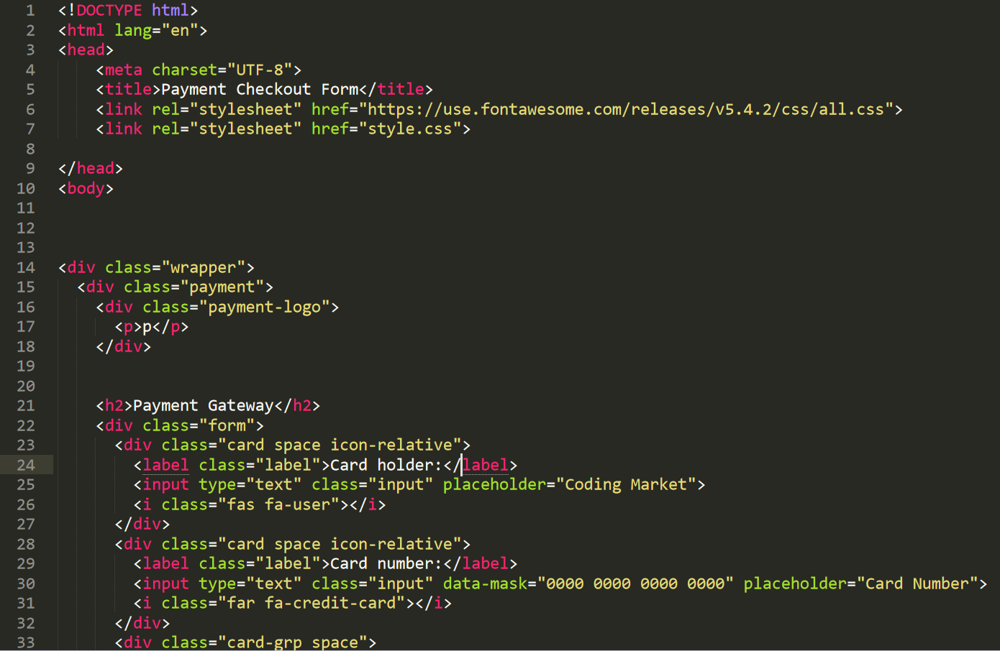 1 <!DOCTYPE html>
2 <html lang="en">
3 <head>
4     <meta charset="UTF-8">
5     <title>Payment Checkout Form</title>
6     <link rel="stylesheet" href="https://use.fontawesome.com/releases/v5.4.2/css/all.css">
7     <link rel="stylesheet" href="style.css">
8
9 </head>
10 <body>
11
12
13
14 <div class="wrapper">
15   <div class="payment">
16     <div class="payment-logo">
17       <p>p</p>
18     </div>
19
20
21     <h2>Payment Gateway</h2>
22     <div class="form">
23       <div class="card space icon-relative">
24         <label class="label">Card holder:</label>
25         <input type="text" class="input" placeholder="Coding Market">
26         <i class="fas fa-user"></i>
27       </div>
28       <div class="card space icon-relative">
29         <label class="label">Card number:</label>
30         <input type="text" class="input" data-mask="0000 0000 0000 0000" placeholder="Card Number">
31         <i class="far fa-credit-card"></i>
32       </div>
33       <div class="card-grp space">